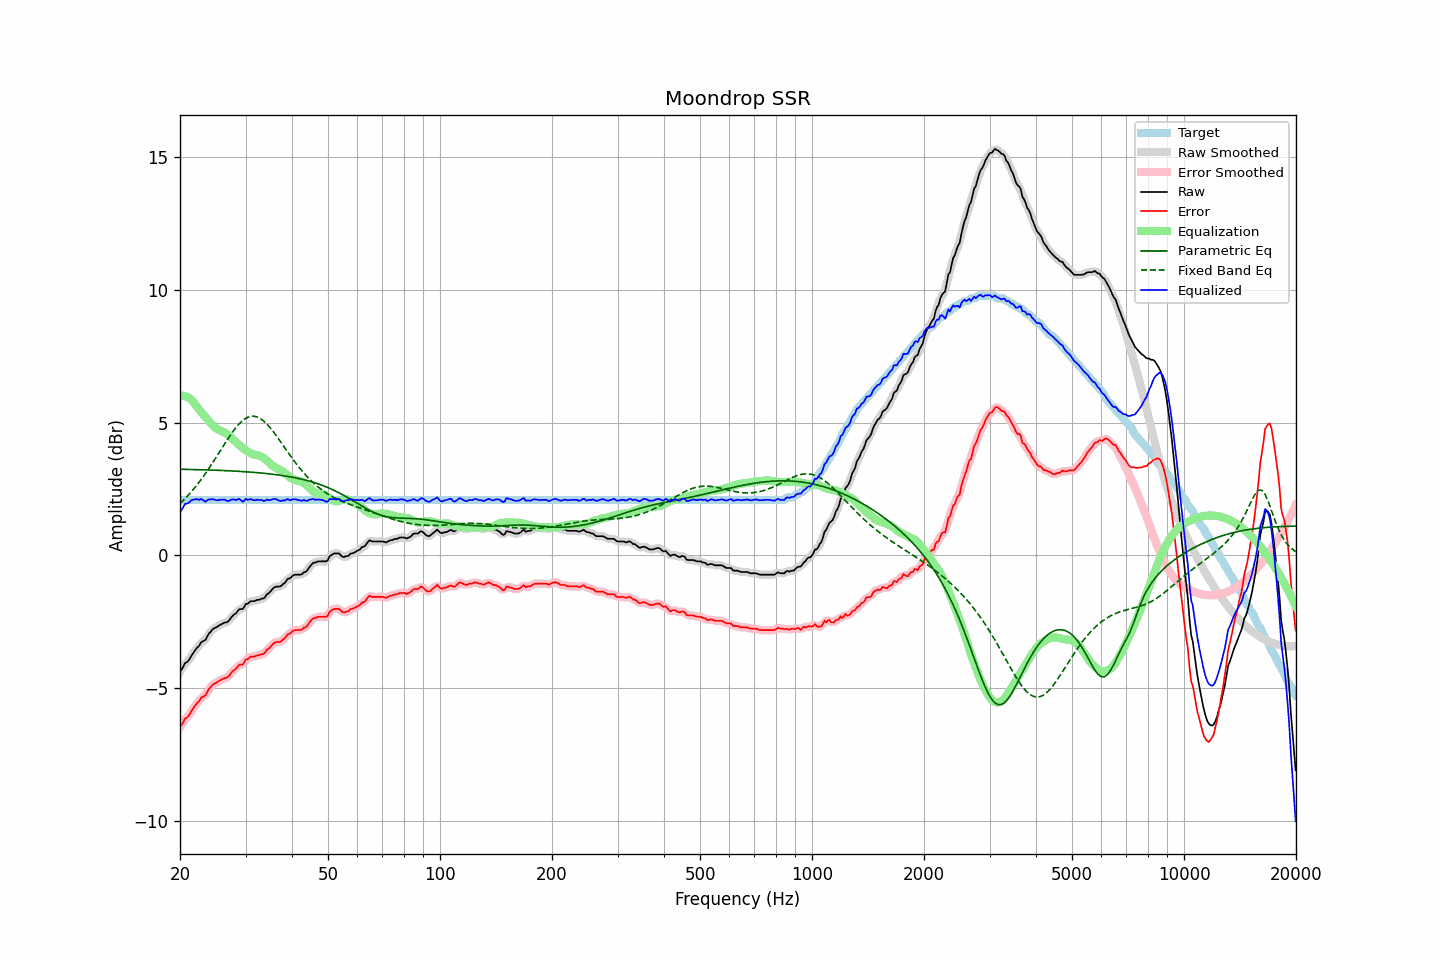 Moondrop SSR
Target
Raw Smoothed
Error Smoothed
Raw
Error
Equalization
Parametric Eq
Fixed Band Eq
Equalized
Amplitude (dBr)
15
10
5
0
−5
−10
20 50 100 200 500 1000 2000 5000 10000 20000
Frequency (Hz)